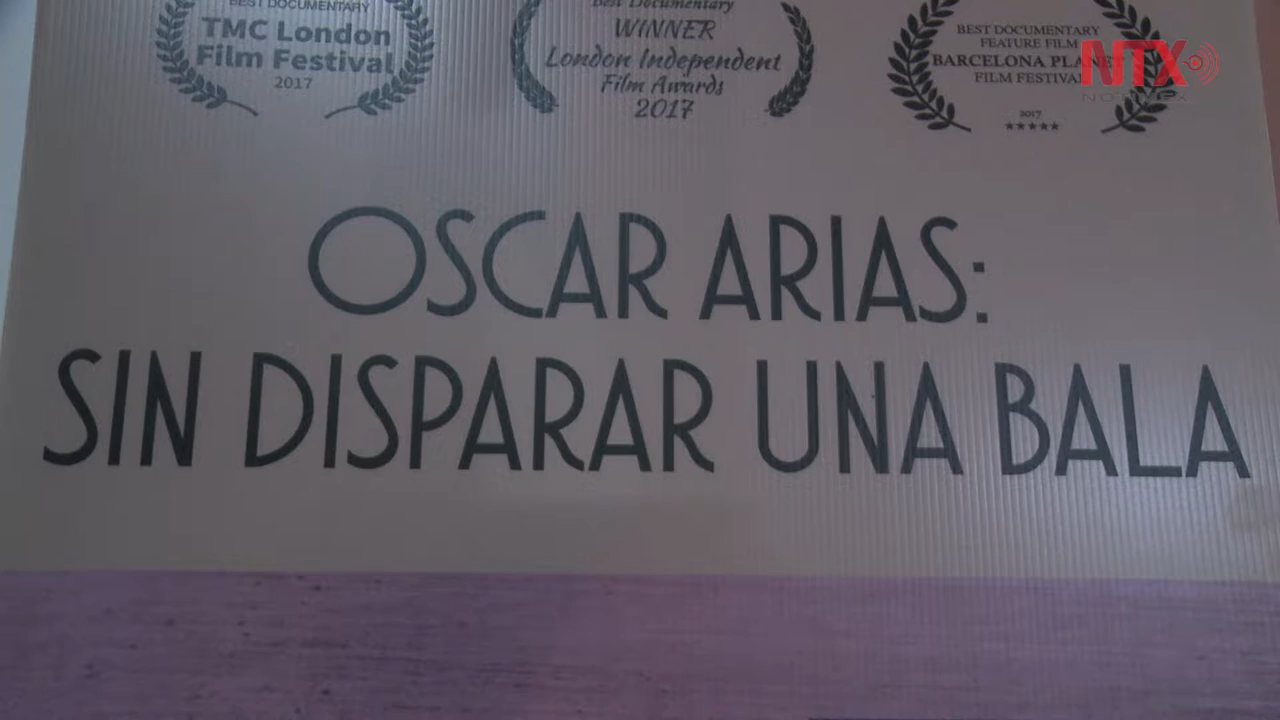 BEST DOCUMENTARY
TMC London
Film Festival
2017
Best Documentary
WINNER
London Independent
Film Awards
2017
BEST DOCUMENTARY
FEATURE FILM
BARCELONA PLANET
FILM FESTIVAL
2017
NTX
OSCAR ARIAS:
SIN DISPARAR UNA BALA